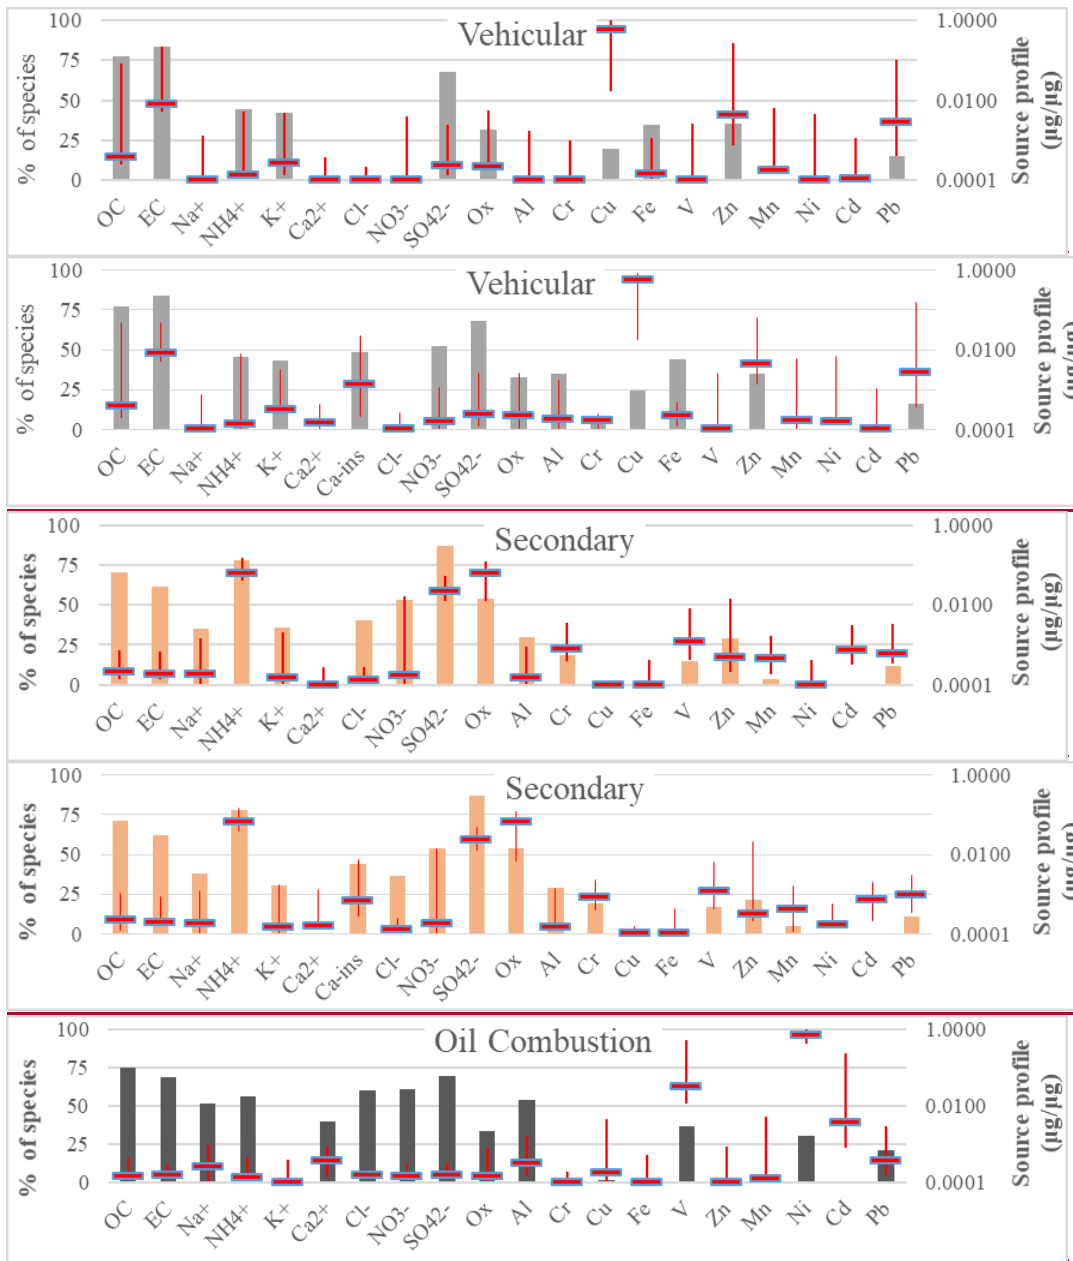 Vehicular
% of species
100
75
50
25
0
1.0000
0.0100
0.0001
Source profile
(µg/µg)
OC EC Na+ NH4+ K+ Ca2+ Cl- NO3- SO42- Ox Al Cr Cu Fe V Zn Mn Ni Cd Pb
Vehicular
% of species
100
75
50
25
0
1.0000
0.0100
0.0001
Source profile
(µg/µg)
OC EC Na+ NH4+ K+ Ca2+ Ca-ins Cl- NO3- SO42- Ox Al Cr Cu Fe V Zn Mn Ni Cd Pb
Secondary
% of species
100
75
50
25
0
1.0000
0.0100
0.0001
Source profile
(µg/µg)
OC EC Na+ NH4+ K+ Ca2+ Cl- NO3- SO42- Ox Al Cr Cu Fe V Zn Mn Ni Cd Pb
Secondary
% of species
100
75
50
25
0
1.0000
0.0100
0.0001
Source profile
(µg/µg)
OC EC Na+ NH4+ K+ Ca2+ Ca-ins Cl- NO3- SO42- Ox Al Cr Cu Fe V Zn Mn Ni Cd Pb
Oil Combustion
% of species
100
75
50
25
0
1.0000
0.0100
0.0001
Source profile
(µg/µg)
OC EC Na+ NH4+ K+ Ca2+ Cl- NO3- SO42- Ox Al Cr Cu Fe V Zn Mn Ni Cd Pb